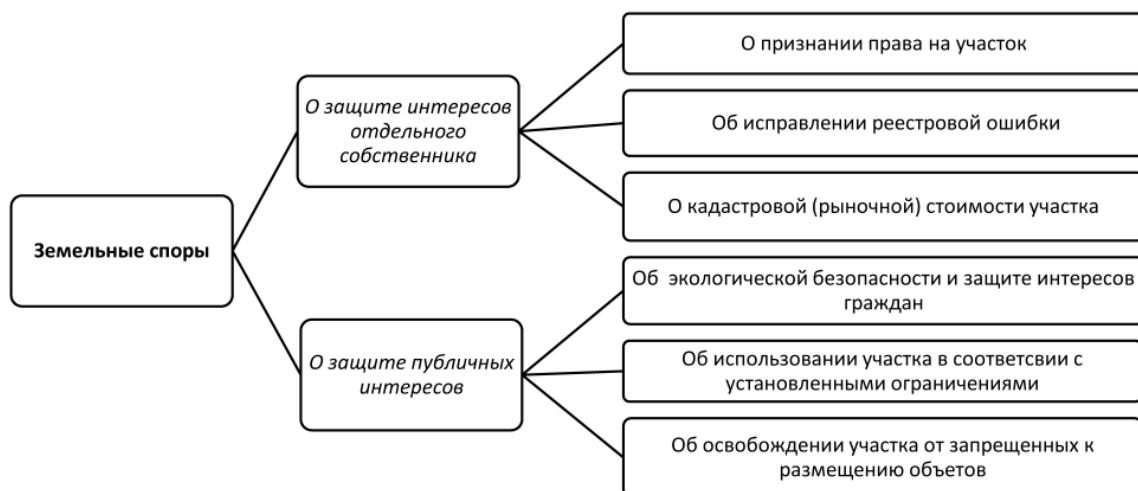 Земельные споры
О защите интересов
отдельного
собственника
О признании права на участок
Об исправлении реестровой ошибки
О кадастровой (рыночной) стоимости участка
О защите публичных
интересов
Об  экологической безопасности и защите интересов
граждан
Об использовании участка в соответсвии с
установленными ограничениями
Об освобождении участка от запрещенных к
размещению объетов